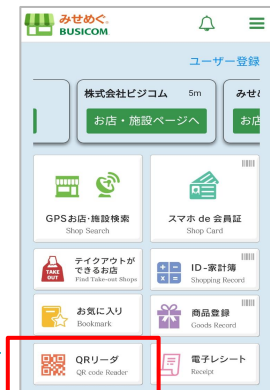 みせめぐ。
BUSICOM
ユーザー登録
株式会社ビジコム 5m
みせめ
お店・施設ページへ
お店
GPSお店・施設検索
Shop Search
スマホ de 会員証
Shop Card
TAKE OUT
テイクアウトが
できるお店
Find Take-out Shops
ID-家計簿
Shopping Record
お気に入り
Bookmark
商品登録
Goods Record
QRリーダ
QR code Reader
電子レシート
Receipt